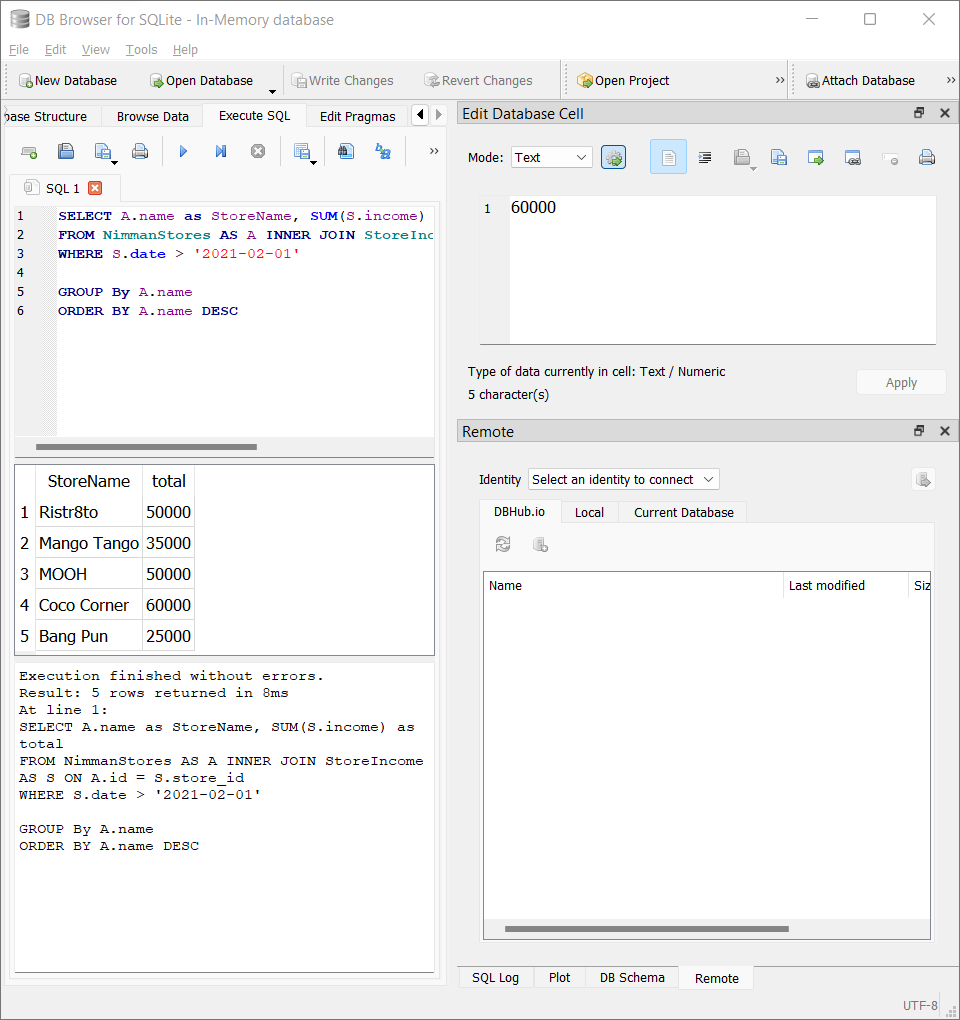 DB Browser for SQLite - In-Memory database
File Edit View Tools Help
New Database Open Database Write Changes Revert Changes Open Project Attach Database
base Structure Browse Data Execute SQL Edit Pragmas
SQL 1
1 SELECT A.name as StoreName, SUM(S.income)
2 FROM NimmanStores AS A INNER JOIN StoreInc
3 WHERE S.date > '2021-02-01'
4
5 GROUP By A.name
6 ORDER BY A.name DESC
StoreName total
1 Ristr8to 50000
2 Mango Tango 35000
3 MOOH 50000
4 Coco Corner 60000
5 Bang Pun 25000
Execution finished without errors.
Result: 5 rows returned in 8ms
At line 1:
SELECT A.name as StoreName, SUM(S.income) as
total
FROM NimmanStores AS A INNER JOIN StoreIncome
AS S ON A.id = S.store_id
WHERE S.date > '2021-02-01'
GROUP By A.name
ORDER BY A.name DESC
Edit Database Cell
Mode: Text
1 60000
Type of data currently in cell: Text / Numeric
5 character(s)
Apply
Remote
Identity Select an identity to connect
DBHub.io Local Current Database
Name Last modified Siz
SQL Log Plot DB Schema Remote
UTF-8